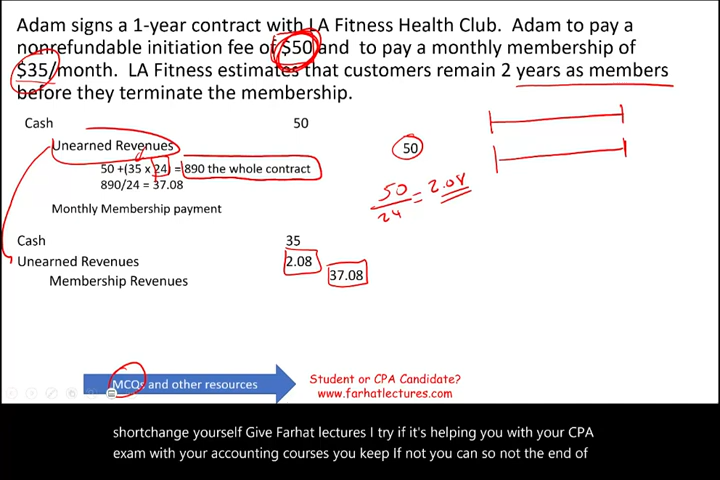 Adam signs a 1-year contract with LA Fitness Health Club. Adam to pay a
nonrefundable initiation fee of $50 and to pay a monthly membership of
$35/month. LA Fitness estimates that customers remain 2 years as members
before they terminate the membership.
Cash 50
Unearned Revenues 50
50 +(35 x 24) = 890 the whole contract
890/24 = 37.08
50/24 = 2.08
Monthly Membership payment
Cash 35
Unearned Revenues 2.08
Membership Revenues 37.08
MCQs and other resources
Student or CPA Candidate?
www.farhatlectures.com
shortchange yourself Give Farhat lectures I try if it's helping you with your CPA
exam with your accounting courses you keep If not you can so not the end of